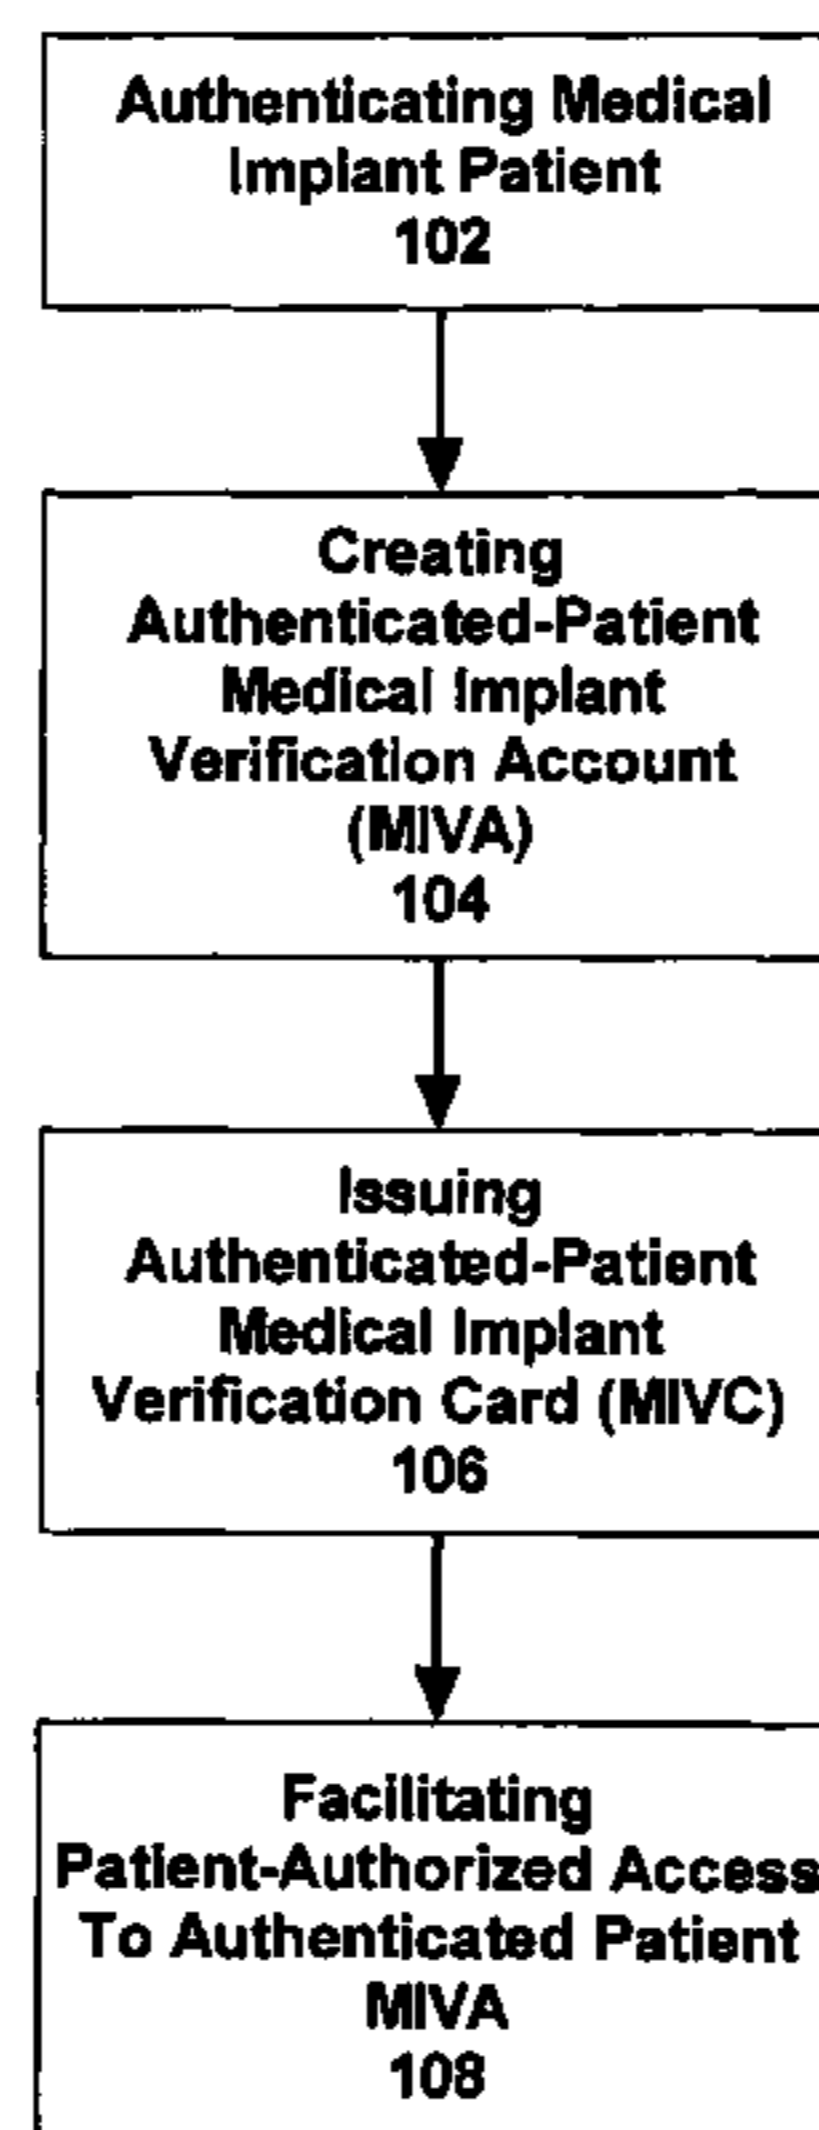 Authenticating Medical
Implant Patient
102
Creating
Authenticated-Patient
Medical Implant
Verification Account
(MIVA)
104
Issuing
Authenticated-Patient
Medical Implant
Verification Card (MIVC)
106
Facilitating
Patient-Authorized Access
To Authenticated Patient
MIVA
108